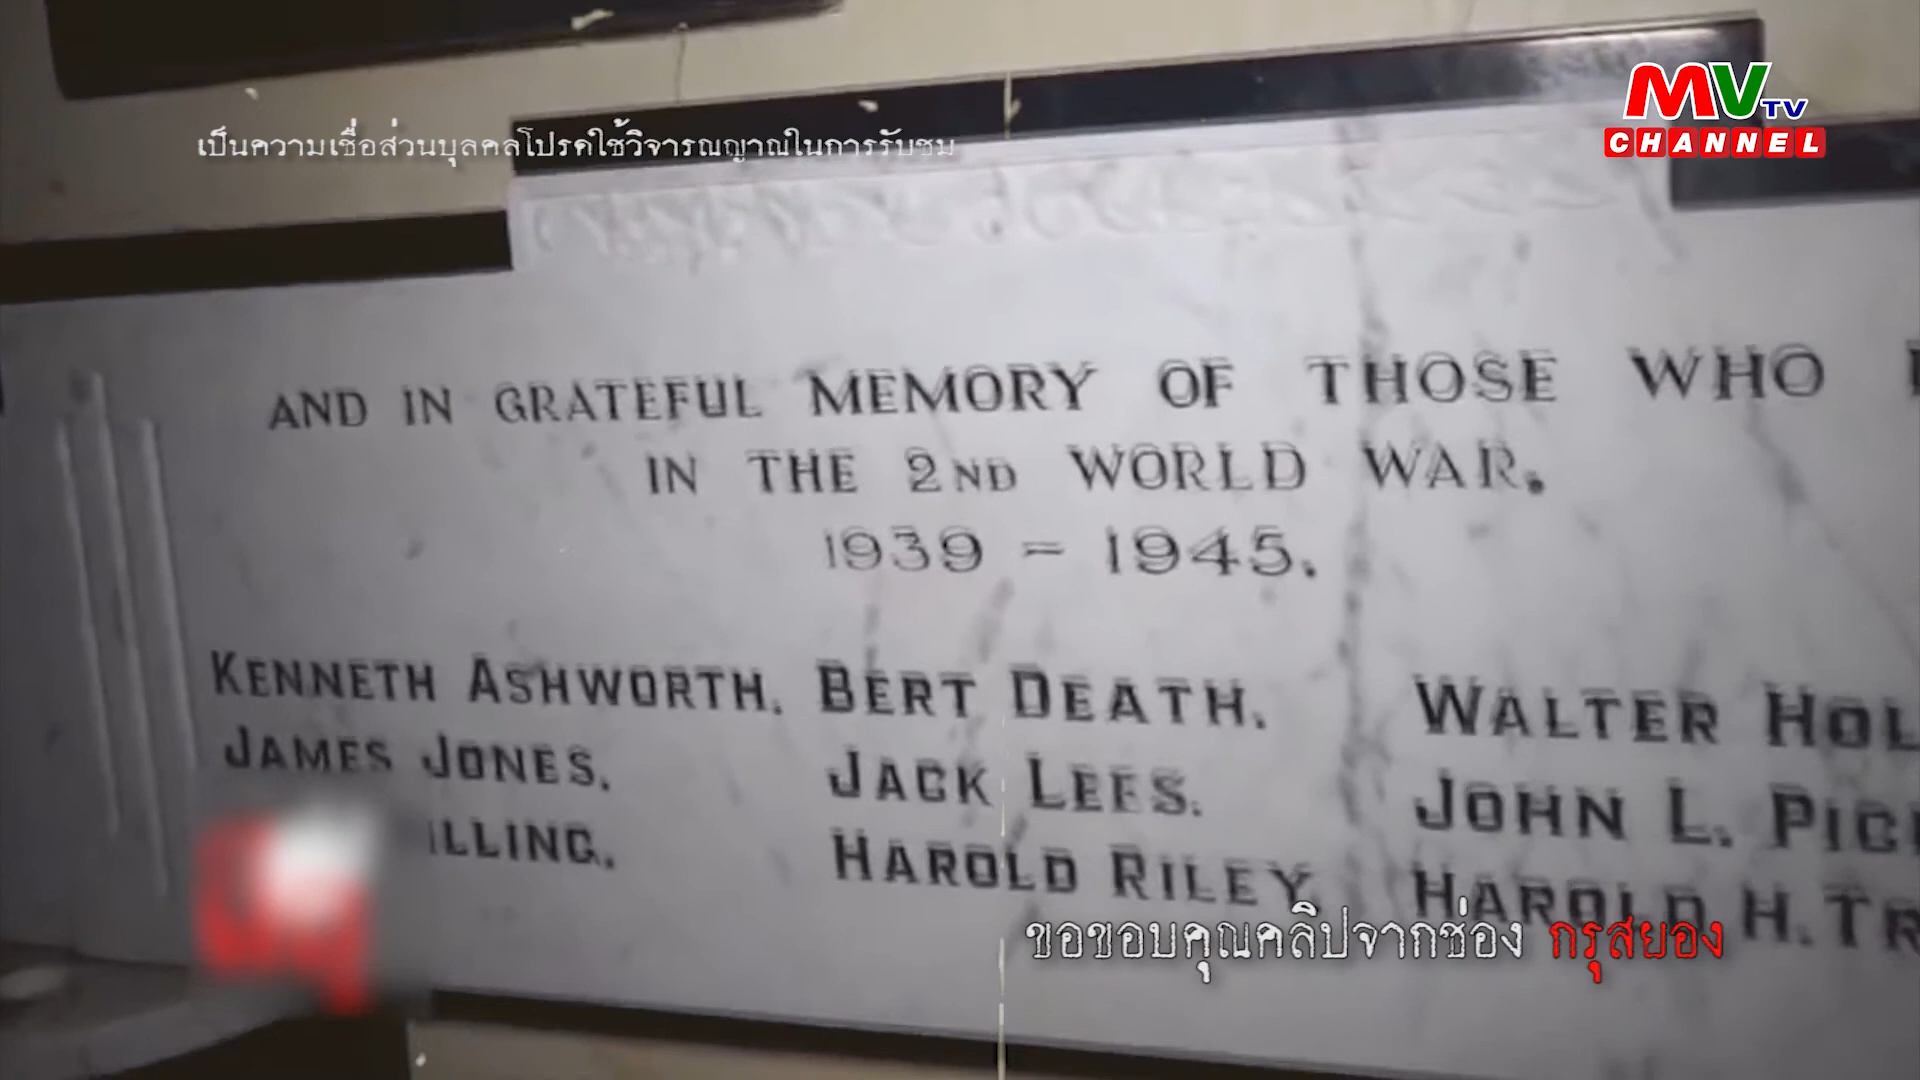 MVTV
CHANNEL
เป็นความเชื่อส่วนบุคคลโปรดใช้วิจารณญาณในการรับชม
AND IN GRATEFUL MEMORY OF THOSE WHO
IN THE 2ND WORLD WAR.
1939 - 1945.
KENNETH ASHWORTH. BERT DEATH. WALTER
JAMES JONES. JACK LEES. JOHN L.
HAROLD RILEY. HAROLD H.
ขอขอบคุณคลิปจากช่อง กรุสยอง